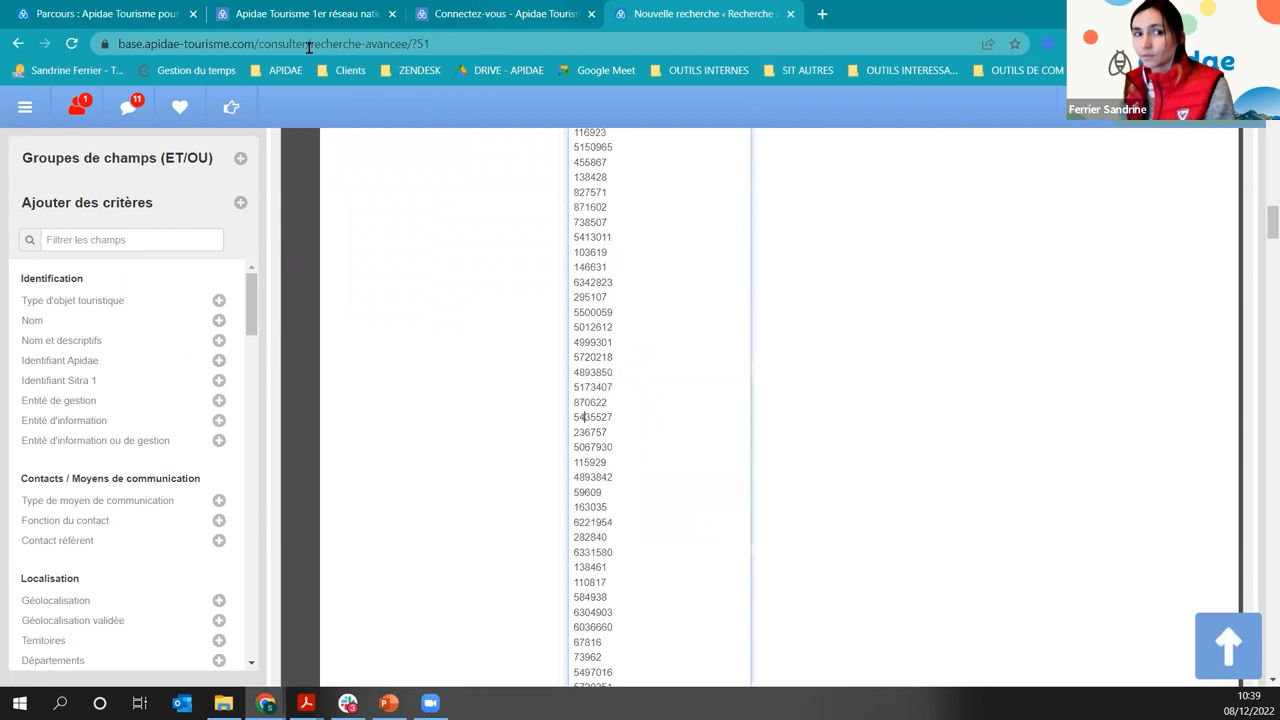 Parcours : Apidae Tourisme pour
Apidae Tourisme 1er réseau nati
Connectez-vous - Apidae Touris
Nouvelle recherche « Recherche a
base.apidae-tourisme.com/consulter/recherche-avancee/?51
Sandrine Ferrier - T...
Gestion du temps
APIDAE
Clients
ZENDESK
DRIVE - APIDAE
Google Meet
OUTILS INTERNES
SIT AUTRES
OUTILS INTERESSA...
OUTILS DE COM
Ferrier Sandrine
1
11
Groupes de champs (ET/OU)
Ajouter des critères
Filtrer les champs
Identification
Type d'objet touristique
Nom
Nom et descriptifs
Identifiant Apidae
Identifiant Sitra 1
Entité de gestion
Entité d'information
Entité d'information ou de gestion
Contacts / Moyens de communication
Type de moyen de communication
Fonction du contact
Contact référent
Localisation
Géolocalisation
Géolocalisation validée
Territoires
Départements
116923
5150965
455867
138428
827571
871602
738507
5413011
103619
146631
6342823
295107
5500059
5012612
4999301
5720218
4893850
5173407
870622
5435527
236757
5067930
115929
4893842
59609
163035
6221954
282840
6331580
138461
110817
584938
6304903
6036660
67816
73962
5497016
3
10:39
08/12/2022